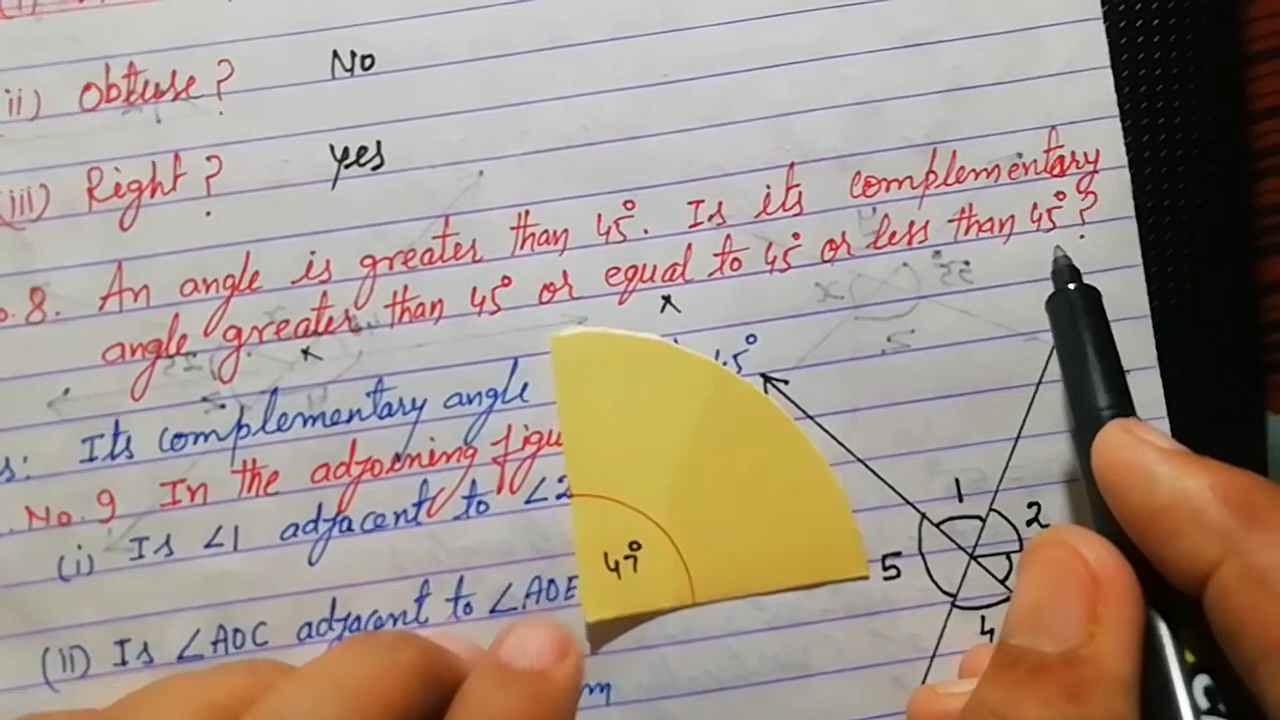 ii) Obtuse? No
(iii) Right? yes
o.8. An angle is greater than 45°. Is its complementary
angle greater than 45° or equal to 45° or less than 45°?
x x
s: Its complementary angle 45°
No. 9 In the adjoining figu
(i) Is ∠1 adjacent to ∠2
(ii) Is ∠AOC adjacent to ∠AOE
47°
1
2
5
4